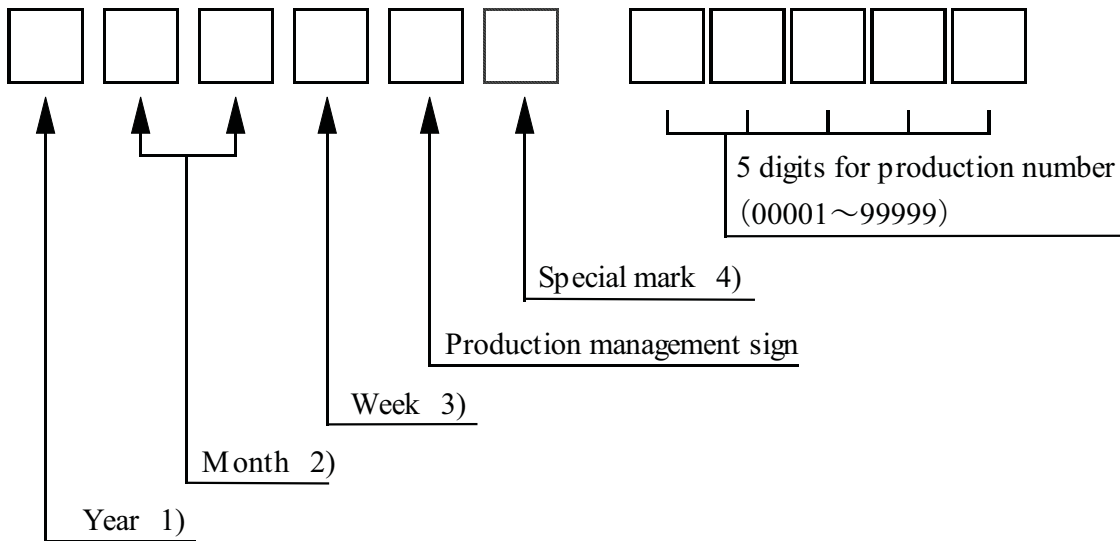 5 digits for production number
(00001～99999)
Special mark 4)
Production management sign
Week 3)
Month 2)
Year 1)